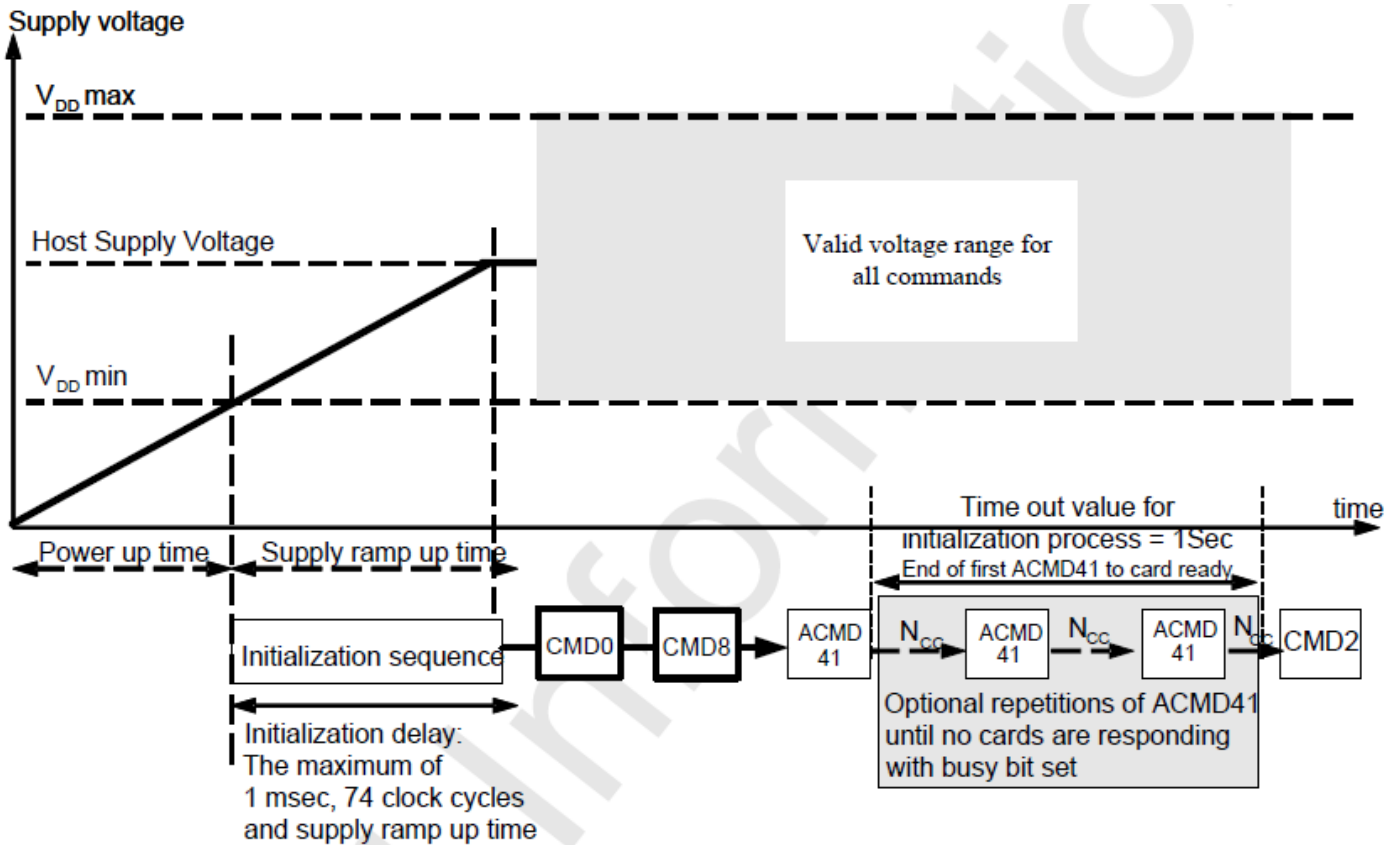 Supply voltage
V_DD max
Host Supply Voltage
Valid voltage range for
all commands
V_DD min
Time out value for
time
initialization process = 1Sec
End of first ACMD41 to card ready
Power up time
Supply ramp up time
Initialization sequence
CMD0
CMD8
ACMD
41
N_CC
ACMD
41
N_CC
ACMD
41
N_CC
CMD2
Optional repetitions of ACMD41
until no cards are responding
with busy bit set
Initialization delay:
The maximum of
1 msec, 74 clock cycles
and supply ramp up time